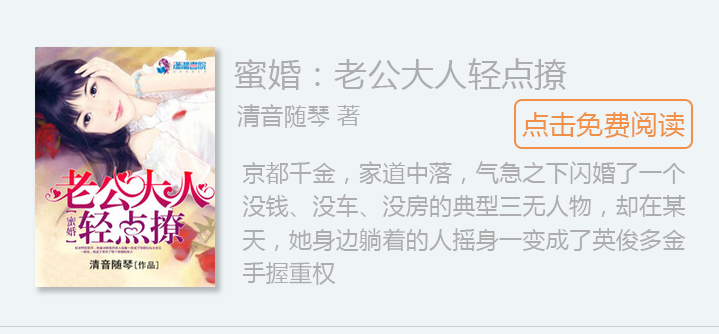 蜜婚：老公大人轻点撩
清音随琴 著
点击免费阅读
京都千金，家道中落，气急之下闪婚了一个
没钱、没车、没房的典型三无人物，却在某
天，她身边躺着的人摇身一变成了英俊多金
手握重权
潇湘書院
老公大人
【蜜婚】
轻点撩
清音随琴[作品]